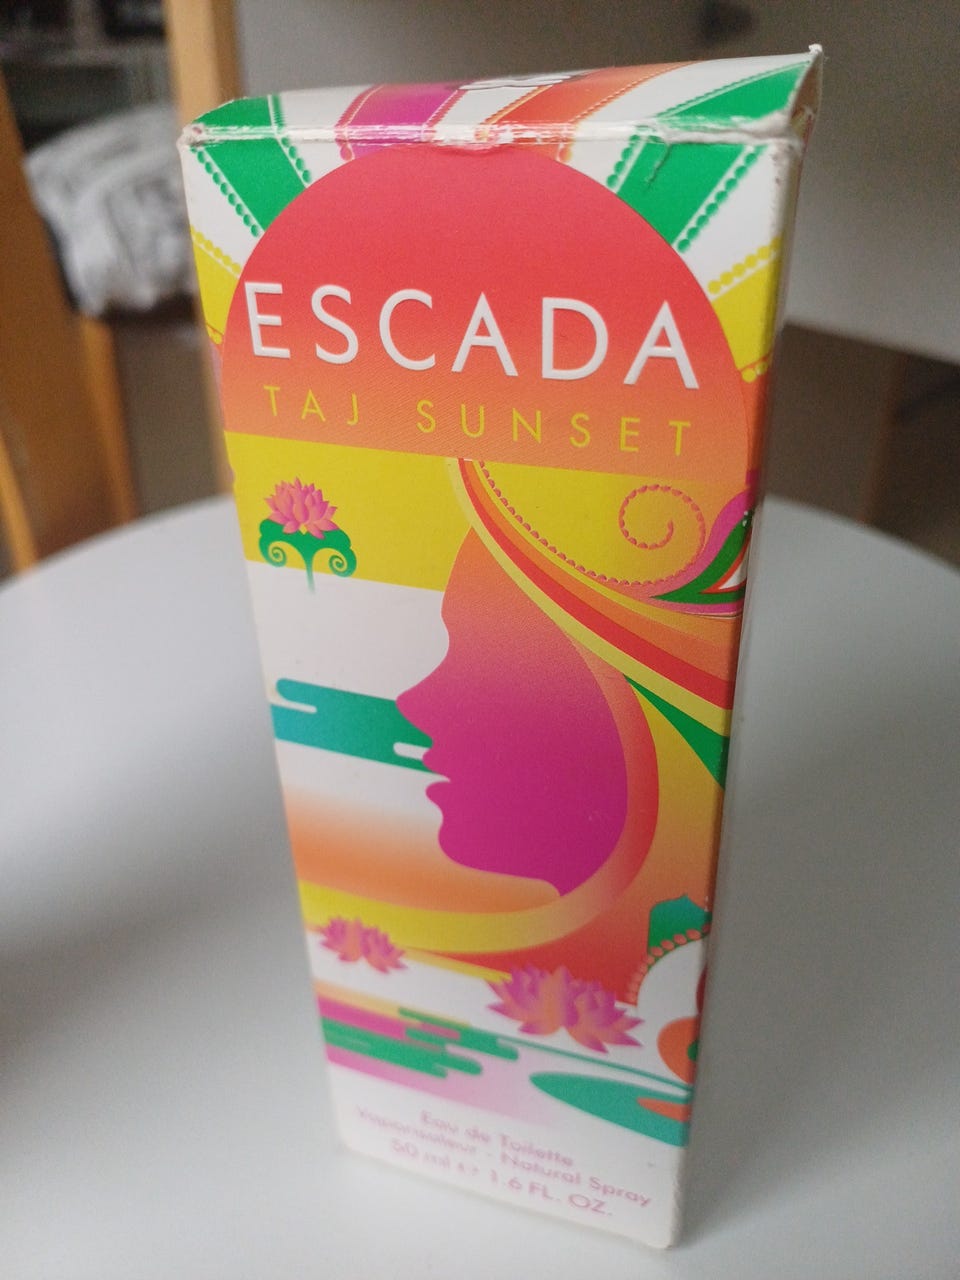 ESCADA
TAJ SUNSET
Eau de Toilette
Vaporisateur - Natural Spray
50 ml e 1.6 FL. OZ.